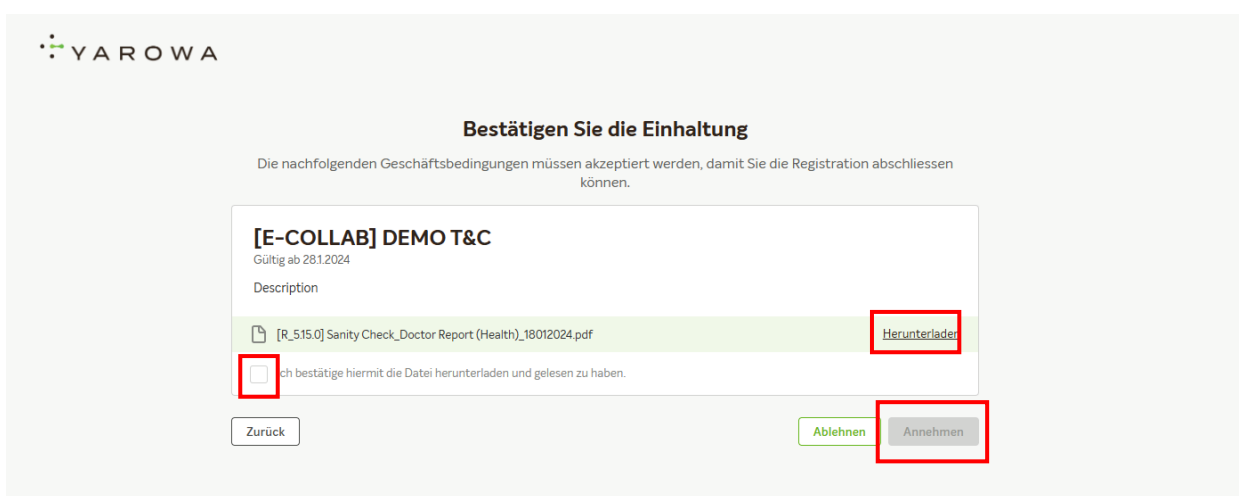 YAROWA
Bestätigen Sie die Einhaltung
Die nachfolgenden Geschäftsbedingungen müssen akzeptiert werden, damit Sie die Registration abschliessen
können.
[E-COLLAB] DEMO T&C
Gültig ab 28.1.2024
Description
[R_5.15.0] Sanity Check_Doctor Report (Health)_18012024.pdf
Herunterladen
ch bestätige hiermit die Datei herunterladen und gelesen zu haben.
Zurück
Ablehnen
Annehmen